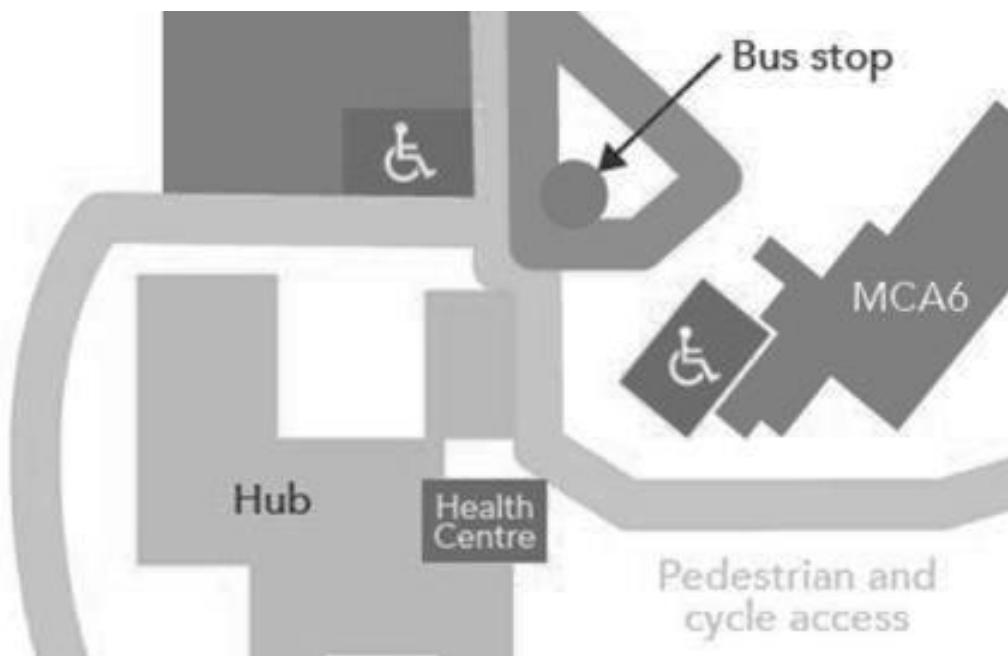 Bus stop
MCA6
Hub
Health
Centre
Pedestrian and
cycle access